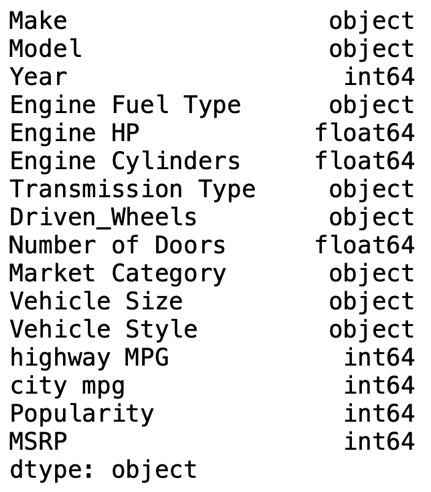 Make object
Model object
Year int64
Engine Fuel Type object
Engine HP float64
Engine Cylinders float64
Transmission Type object
Driven_Wheels object
Number of Doors float64
Market Category object
Vehicle Size object
Vehicle Style object
highway MPG int64
city mpg int64
Popularity int64
MSRP int64
dtype: object